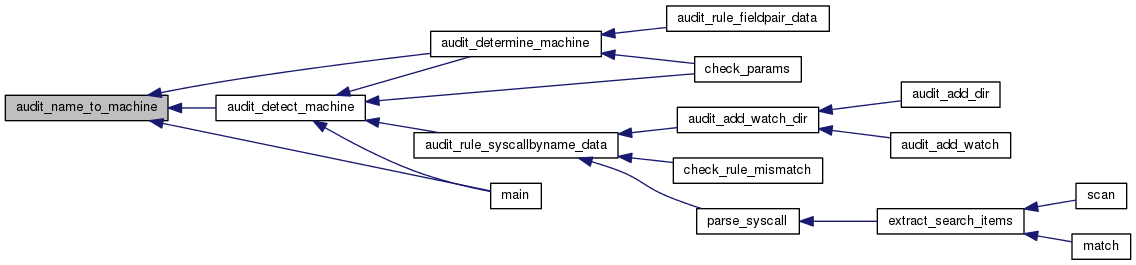 audit_name_to_machine
audit_determine_machine
audit_detect_machine
audit_rule_fieldpair_data
check_params
audit_rule_syscallbyname_data
main
audit_add_watch_dir
check_rule_mismatch
parse_syscall
audit_add_dir
audit_add_watch
extract_search_items
scan
match